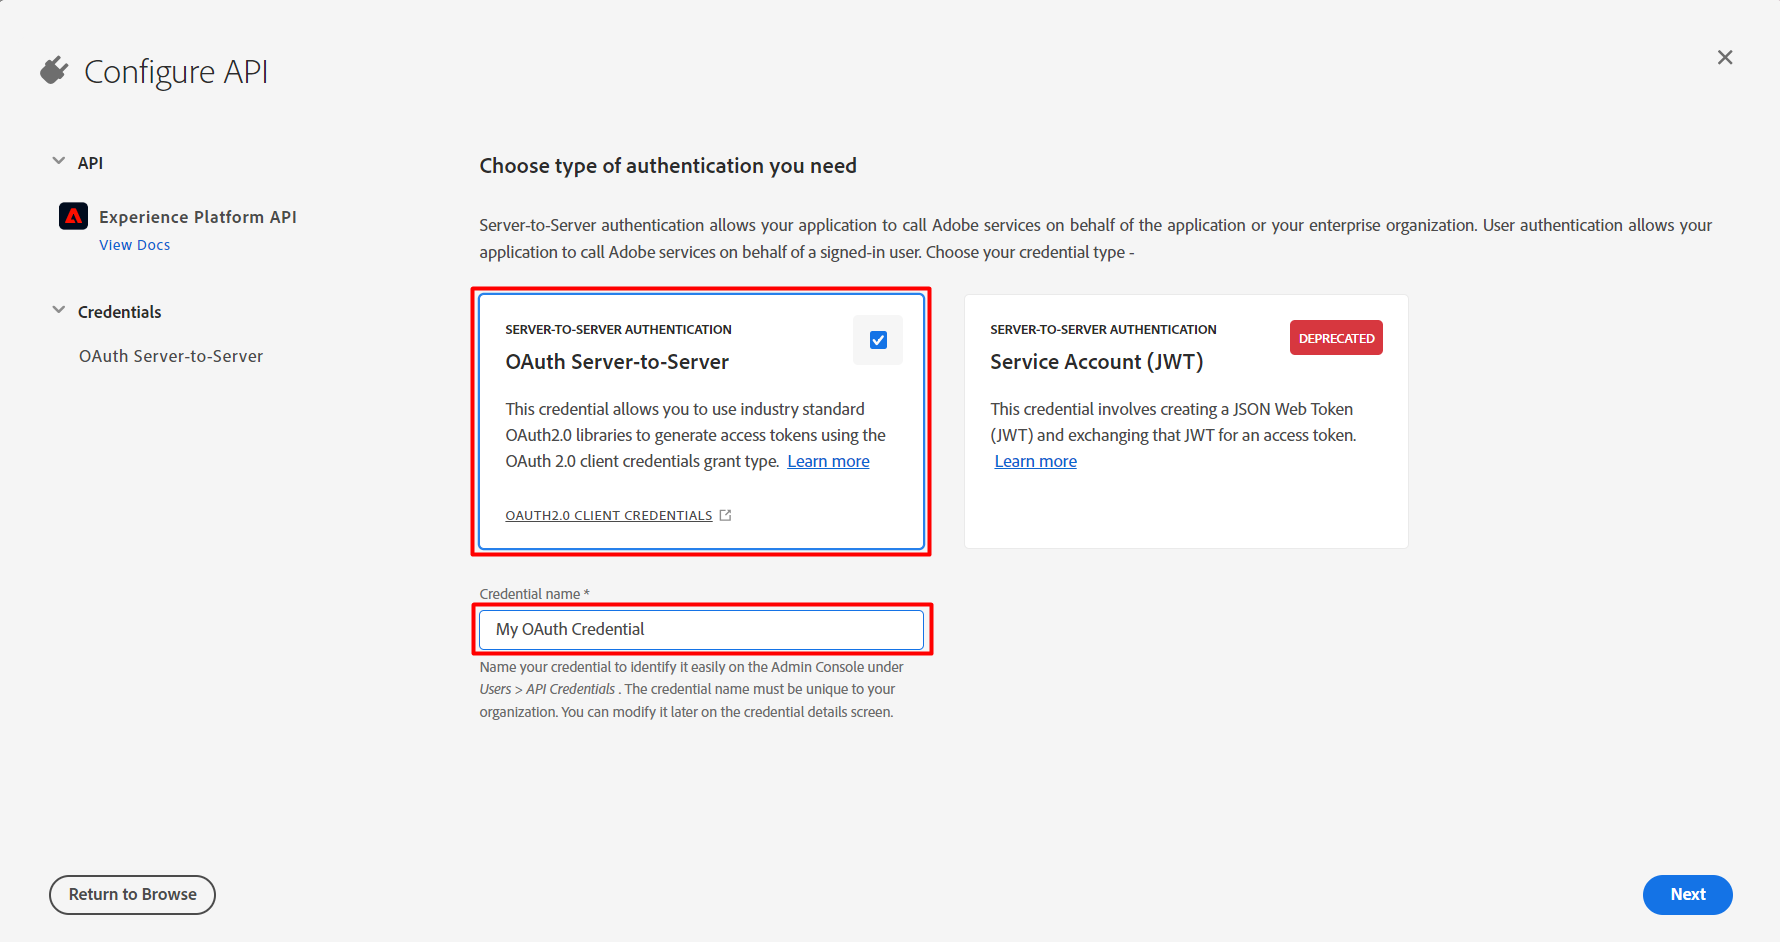 Configure API
API
Experience Platform API
View Docs
Credentials
OAuth Server-to-Server
Choose type of authentication you need
Server-to-Server authentication allows your application to call Adobe services on behalf of the application or your enterprise organization. User authentication allows your
application to call Adobe services on behalf of a signed-in user. Choose your credential type -
SERVER-TO-SERVER AUTHENTICATION
OAuth Server-to-Server
This credential allows you to use industry standard
OAuth2.0 libraries to generate access tokens using the
OAuth 2.0 client credentials grant type. Learn more
OAUTH2.0 CLIENT CREDENTIALS
SERVER-TO-SERVER AUTHENTICATION
DEPRECATED
Service Account (JWT)
This credential involves creating a JSON Web Token
(JWT) and exchanging that JWT for an access token.
Learn more
Credential name *
My OAuth Credential
Name your credential to identify it easily on the Admin Console under
Users > API Credentials . The credential name must be unique to your
organization. You can modify it later on the credential details screen.
Return to Browse
Next